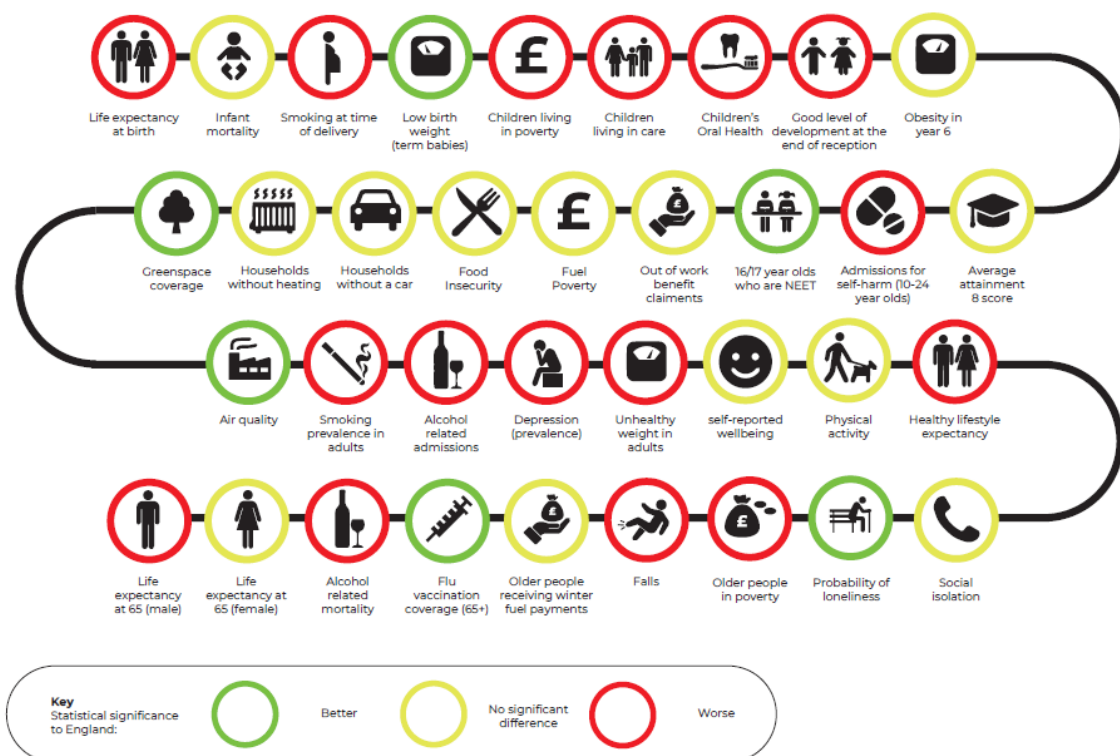 Life expectancy
at birth
Infant
mortality
Smoking at time
of delivery
Low birth
weight
(term babies)
£
Children living
in poverty
Children
living in care
Children's
Oral Health
Good level of
development at the
end of reception
Obesity in
year 6
Greenspace
coverage
Households
without heating
Households
without a car
Food
Insecurity
£
Fuel
Poverty
£
Out of work
benefit
claiments
16/17 year olds
who are NEET
Admissions for
self-harm (10-24
year olds)
Average
attainment
8 score
Air quality
Smoking
prevalence in
adults
Alcohol
related
admissions
Depression
(prevalence)
Unhealthy
weight in
adults
self-reported
wellbeing
Physical
activity
Healthy lifestyle
expectancy
Life
expectancy
at 65 (male)
Life
expectancy at
65 (female)
Alcohol
related
mortality
Flu
vaccination
coverage (65+)
£
Older people
receiving winter
fuel payments
Falls
£
Older people
in poverty
Probability of
loneliness
Social
isolation
Key
Statistical significance
to England:
Better
No significant
difference
Worse